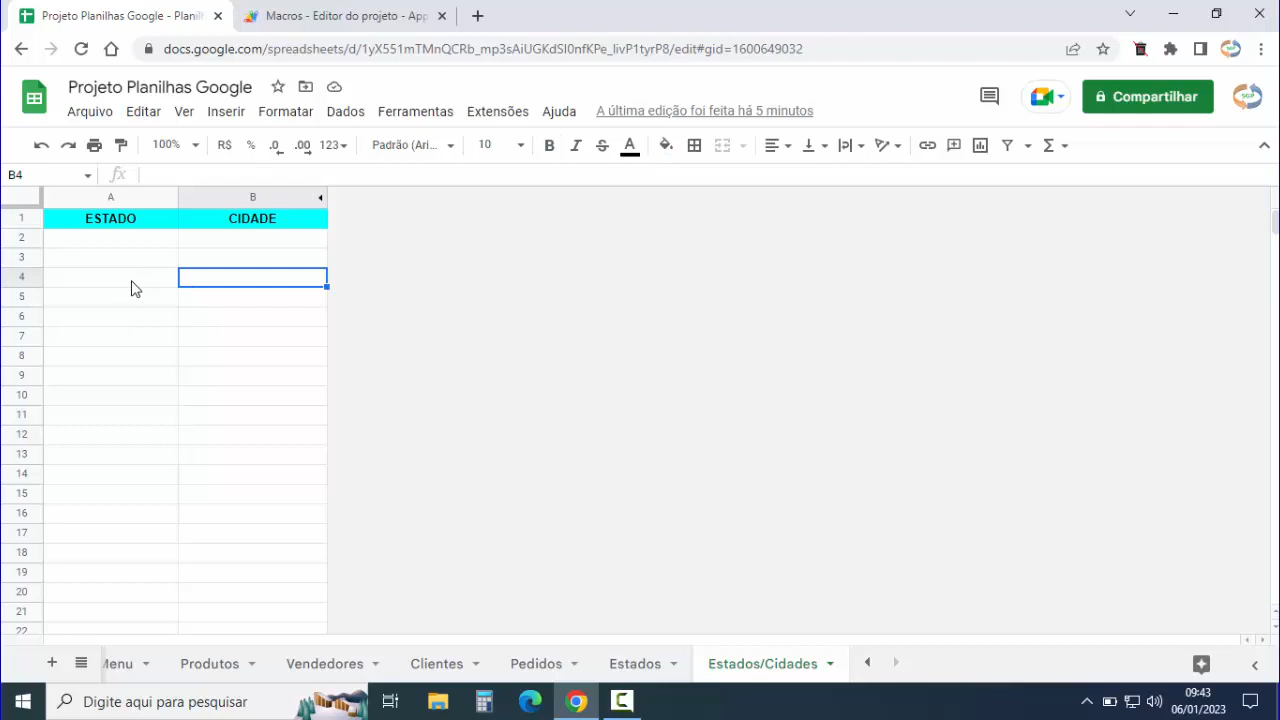 Projeto Planilhas Google - Planil
Macros - Editor do projeto - App
docs.google.com/spreadsheets/d/1yX551mTMnQCRb_mp3sAiUGKdSI0nfKPe_livP1tyrP8/edit#gid=1600649032
Projeto Planilhas Google
Arquivo Editar Ver Inserir Formatar Dados Ferramentas Extensões Ajuda A última edição foi feita há 5 minutos
Compartilhar
100% R$ % .0 .00 123 Padrão (Ari... 10 B I S A Σ
B4 fx
A B
1 ESTADO CIDADE
2
3
4
5
6
7
8
9
10
11
12
13
14
15
16
17
18
19
20
21
22
Menu Produtos Vendedores Clientes Pedidos Estados Estados/Cidades
Digite aqui para pesquisar
09:43
06/01/2023